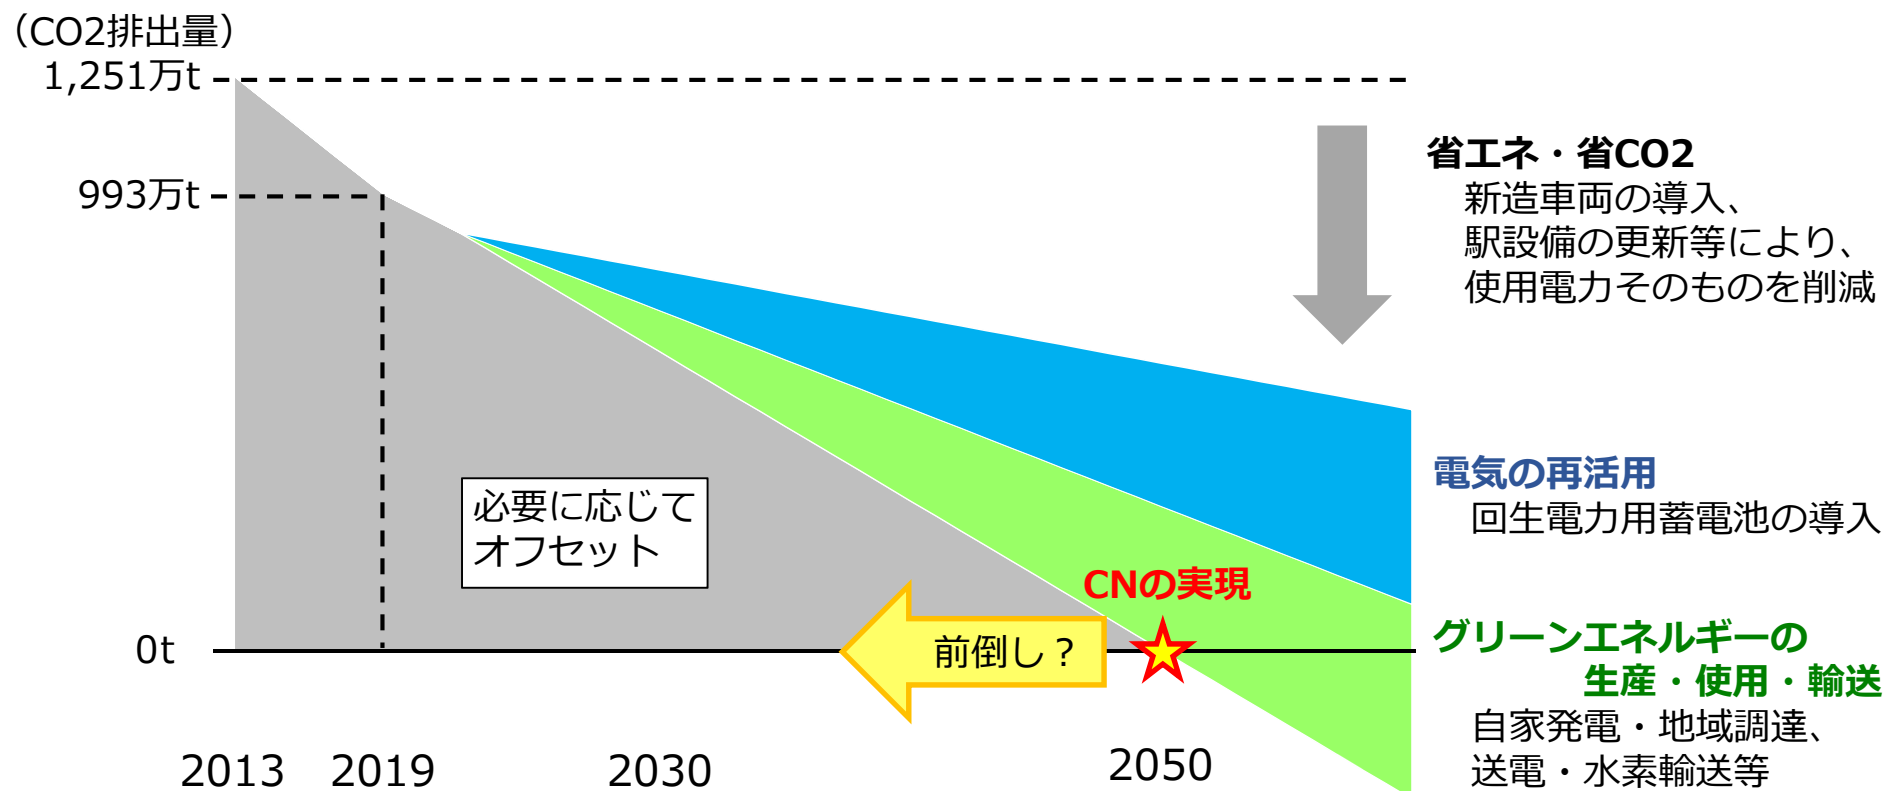 （CO2排出量）
1,251万t
993万t
0t
2013
2019
2030
2050
必要に応じて
オフセット
CNの実現
前倒し？
省エネ・省CO2
新造車両の導入、
駅設備の更新等により、
使用電力そのものを削減
電気の再活用
回生電力用蓄電池の導入
グリーンエネルギーの
生産・使用・輸送
自家発電・地域調達、
送電・水素輸送等